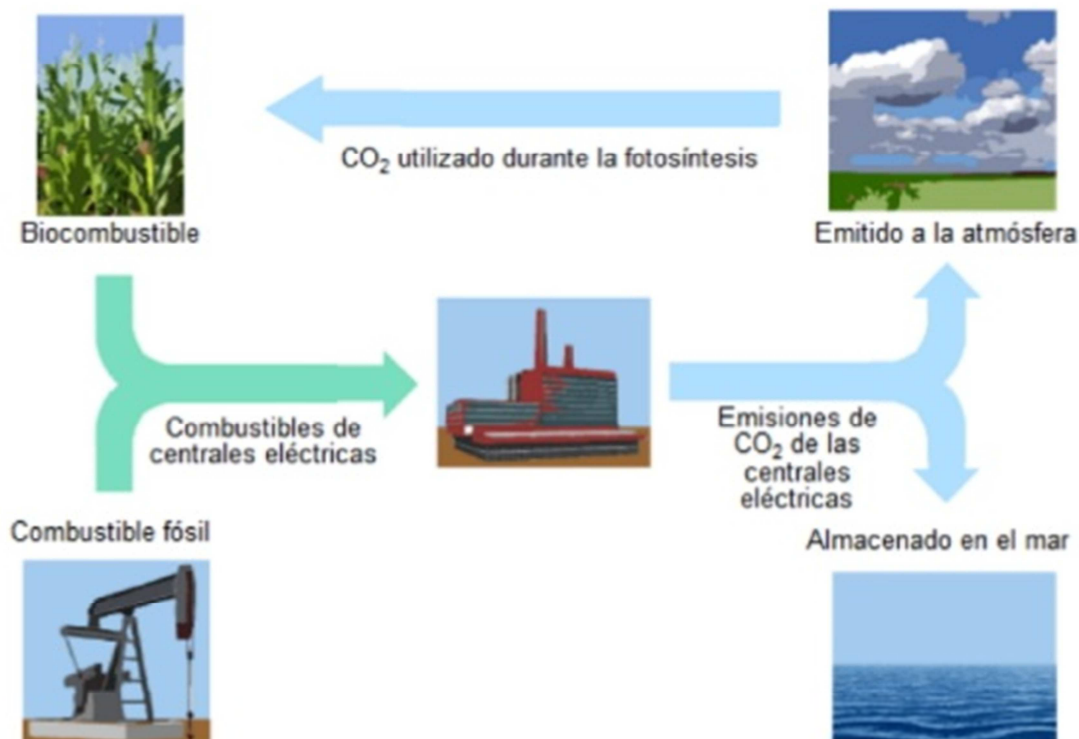 CO₂ utilizado durante la fotosíntesis
Biocombustible
Emitido a la atmósfera
Combustibles de
centrales eléctricas
Emisiones de
CO₂ de las
centrales
eléctricas
Combustible fósil
Almacenado en el mar